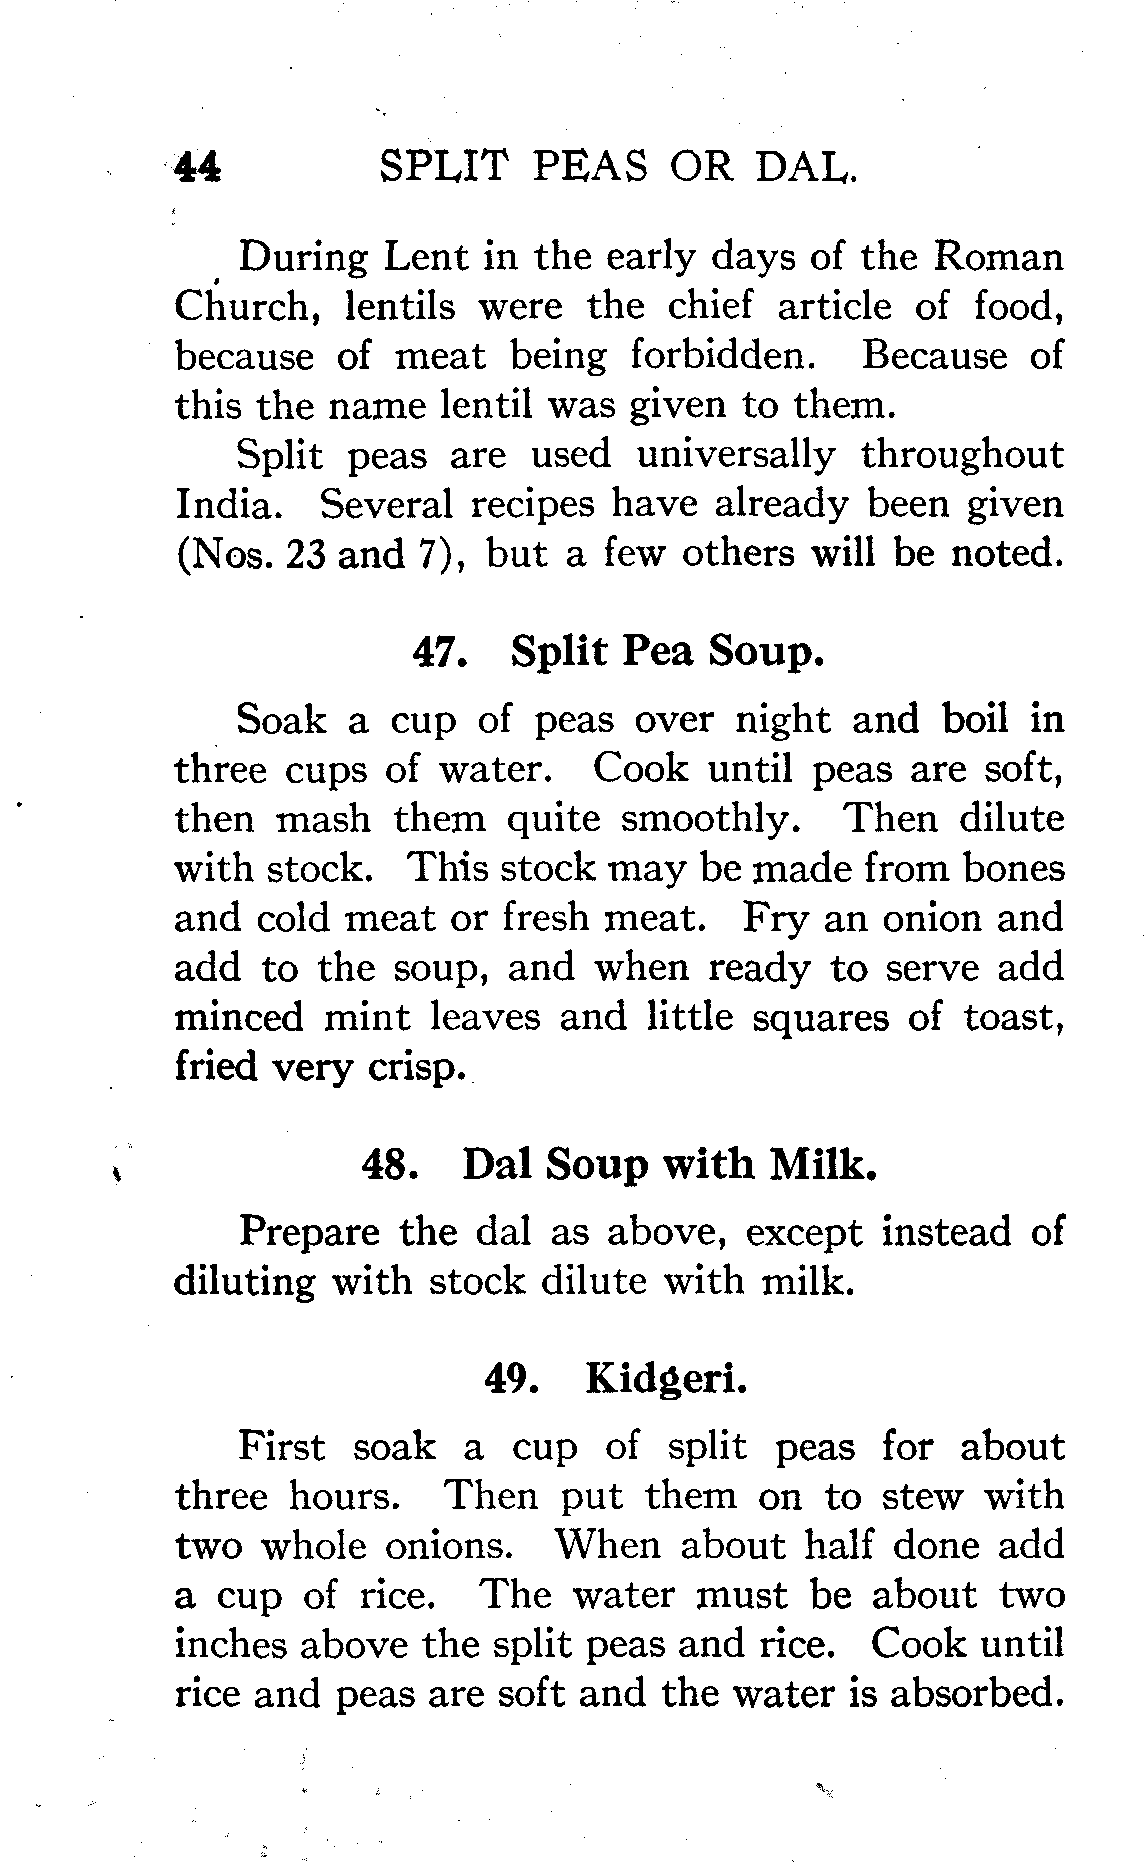 44 SPLIT PEAS OR DAL.
During Lent in the early days of the Roman
Church, lentils were the chief article of food,
because of meat being forbidden. Because of
this the name lentil was given to them.
Split peas are used universally throughout
India. Several recipes have already been given
(Nos. 23 and 7), but a few others will be noted.
47. Split Pea Soup.
Soak a cup of peas over night and boil in
three cups of water. Cook until peas are soft,
then mash them quite smoothly. Then dilute
with stock. This stock may be made from bones
and cold meat or fresh meat. Fry an onion and
add to the soup, and when ready to serve add
minced mint leaves and little squares of toast,
fried very crisp.
48. Dal Soup with Milk.
Prepare the dal as above, except instead of
diluting with stock dilute with milk.
49. Kidgeri.
First soak a cup of split peas for about
three hours. Then put them on to stew with
two whole onions. When about half done add
a cup of rice. The water must be about two
inches above the split peas and rice. Cook until
rice and peas are soft and the water is absorbed.